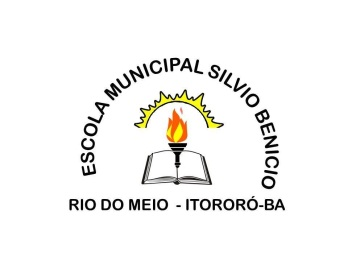 ESCOLA MUNICIPAL SILVIO BENICIO
RIO DO MEIO - ITORORÓ-BA